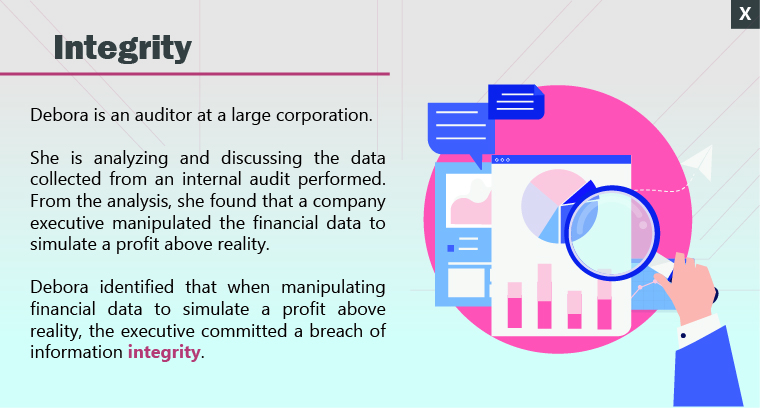 X
Integrity
Debora is an auditor at a large corporation.
She is analyzing and discussing the data
collected from an internal audit performed.
From the analysis, she found that a company
executive manipulated the financial data to
simulate a profit above reality.
Debora identified that when manipulating
financial data to simulate a profit above
reality, the executive committed a breach of
information integrity.